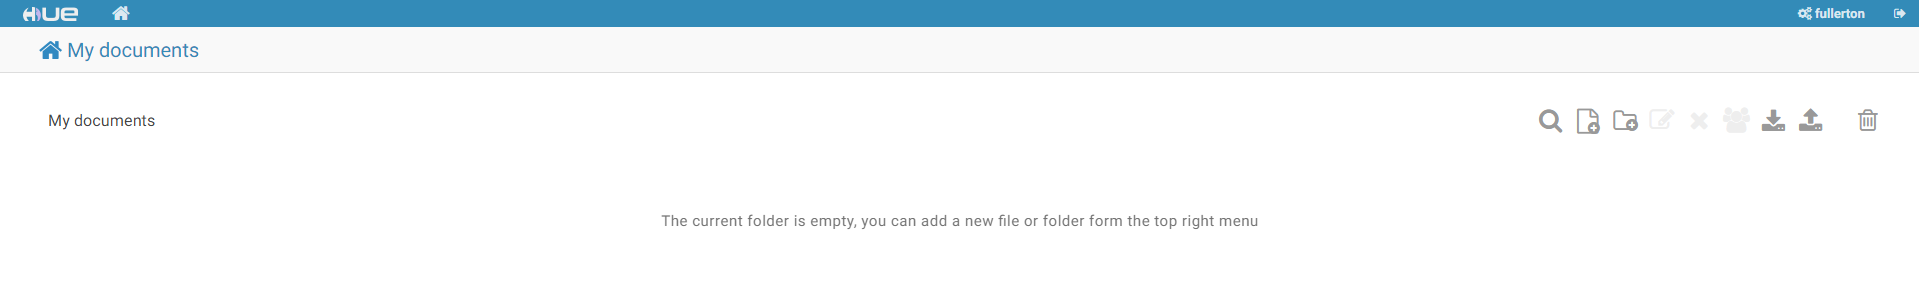 HUE
fullerton
My documents
My documents
The current folder is empty, you can add a new file or folder form the top right menu